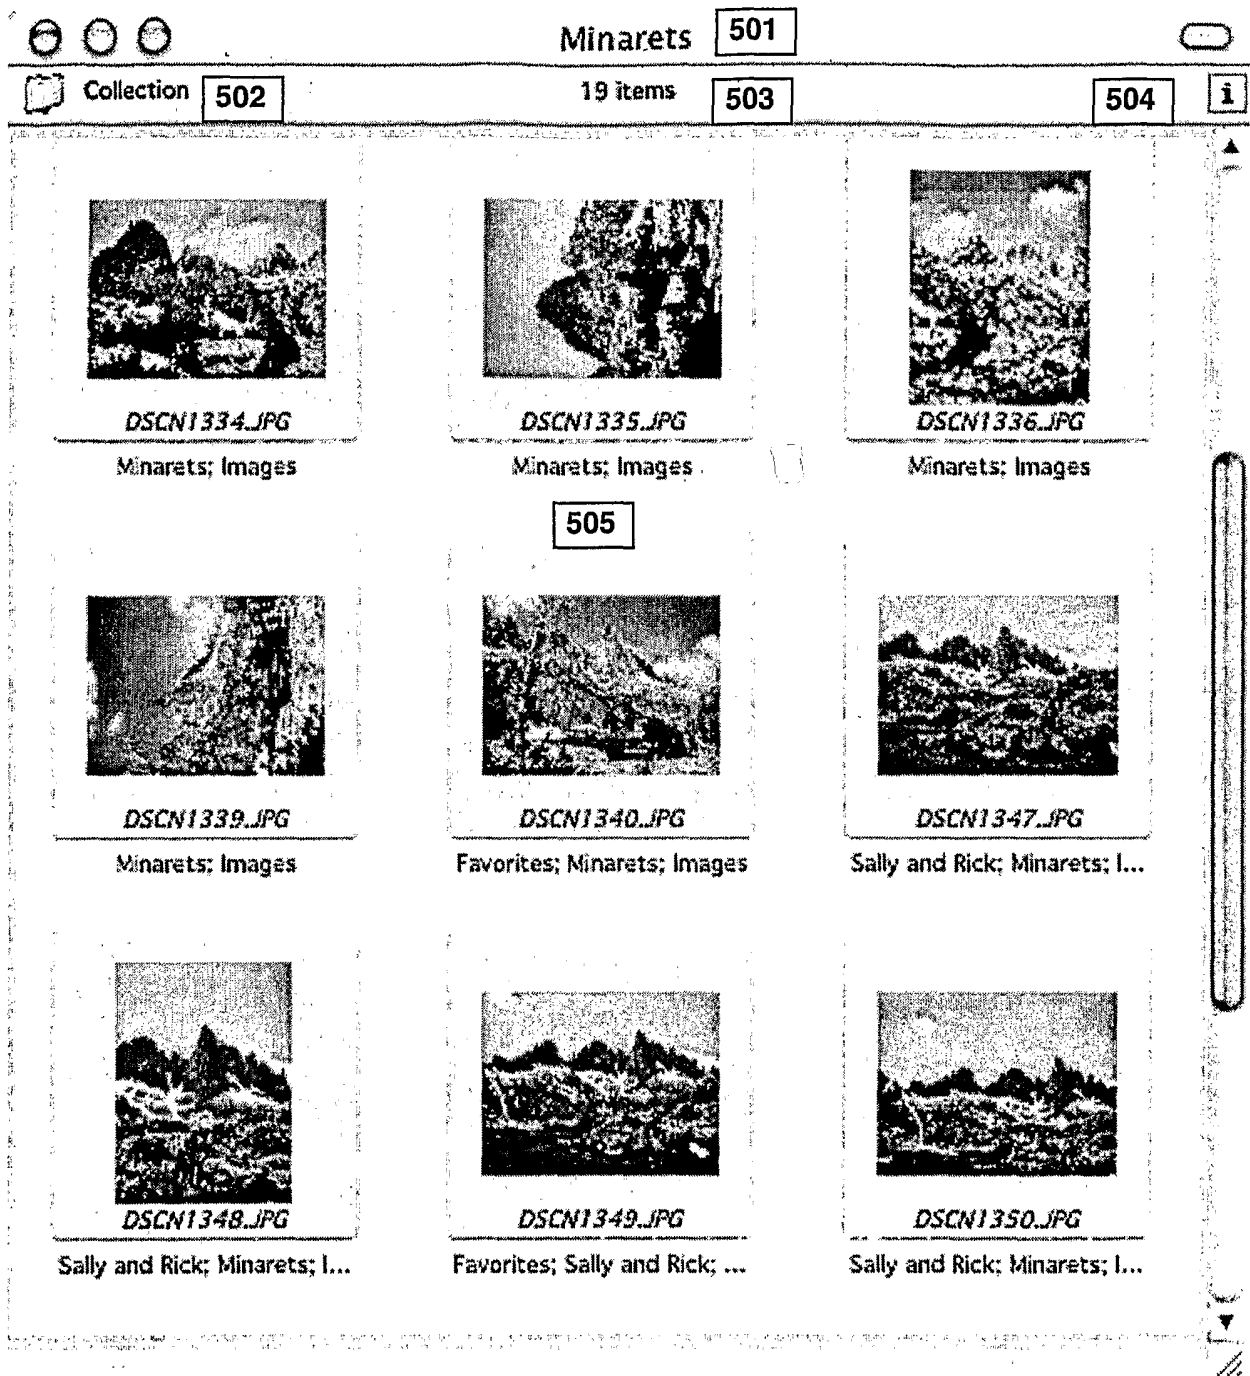 Minarets 501
Collection 502 19 items 503 504 i
DSCN1334.JPG DSCN1335.JPG DSCN1336.JPG
Minarets; Images Minarets; Images Minarets; Images
505
DSCN1339.JPG DSCN1340.JPG DSCN1347.JPG
Minarets; Images Favorites; Minarets; Images Sally and Rick; Minarets; I...
DSCN1348.JPG DSCN1349.JPG DSCN1350.JPG
Sally and Rick; Minarets; I... Favorites; Sally and Rick; ... Sally and Rick; Minarets; I...